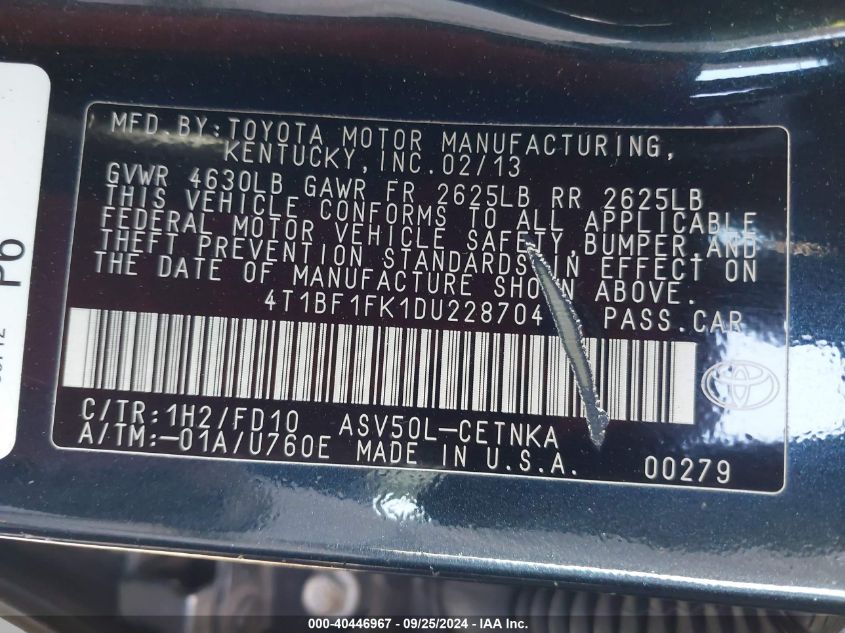 MFD.BY:TOYOTA MOTOR MANUFACTURING,
KENTUCKY,INC.02/13
GVWR 4630LB GAWR FR 2625LB RR 2625LB
THIS VEHICLE CONFORMS TO ALL APPLICABLE
FEDERAL MOTOR VEHICLE SAFETY,BUMPER,AND
THEFT PREVENTION STANDARDS IN EFFECT ON
THE DATE OF MANUFACTURE SHOWN ABOVE.
4T1BF1FK1DU228704 PASS.CAR
C/TR:1H2/FD10 ASV50L-CETNKA
A/TM:-01A/U760E MADE IN U.S.A. 00279
P6
000-40446967 - 09/25/2024 - IAA Inc.